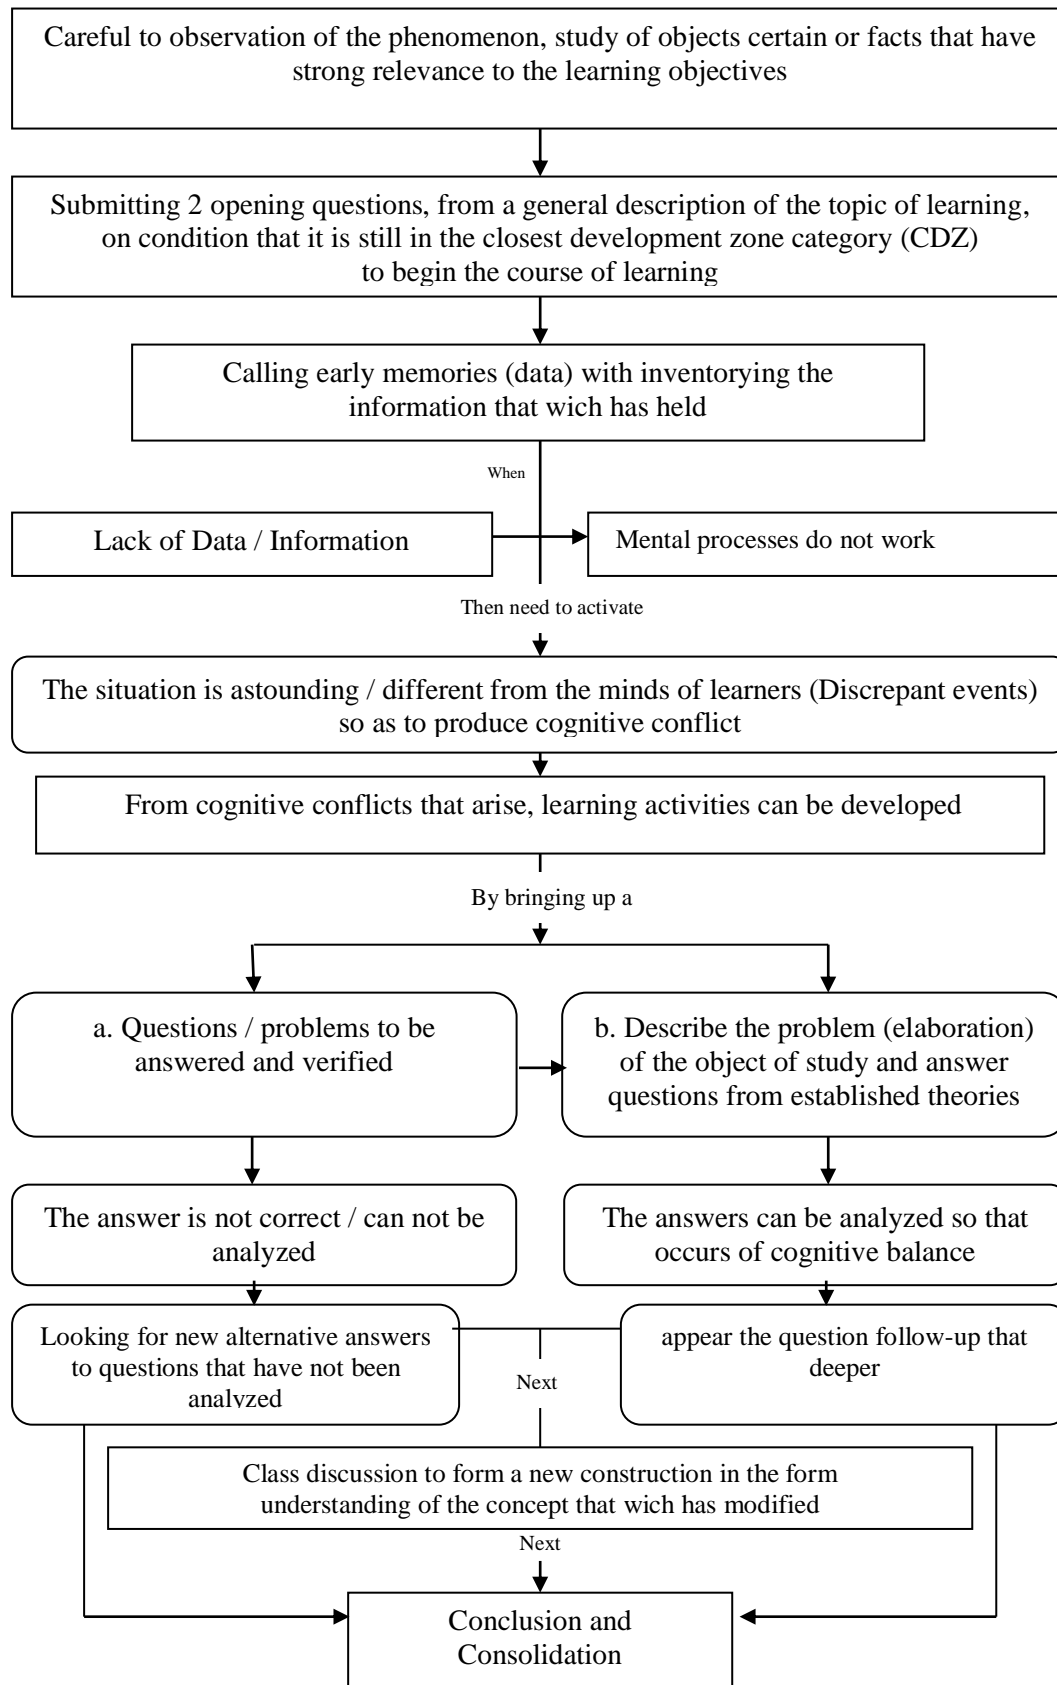 Careful to observation of the phenomenon, study of objects certain or facts that have
strong relevance to the learning objectives
Submitting 2 opening questions, from a general description of the topic of learning,
on condition that it is still in the closest development zone category (CDZ)
to begin the course of learning
Calling early memories (data) with inventorying the
information that wich has held
When
Lack of Data / Information
Mental processes do not work
Then need to activate
The situation is astounding / different from the minds of learners (Discrepant events)
so as to produce cognitive conflict
From cognitive conflicts that arise, learning activities can be developed
By bringing up a
a. Questions / problems to be
answered and verified
b. Describe the problem (elaboration)
of the object of study and answer
questions from established theories
The answer is not correct / can not be
analyzed
The answers can be analyzed so that
occurs of cognitive balance
Looking for new alternative answers
to questions that have not been
analyzed
appear the question follow-up that
deeper
Next
Class discussion to form a new construction in the form
understanding of the concept that wich has modified
Next
Conclusion and
Consolidation